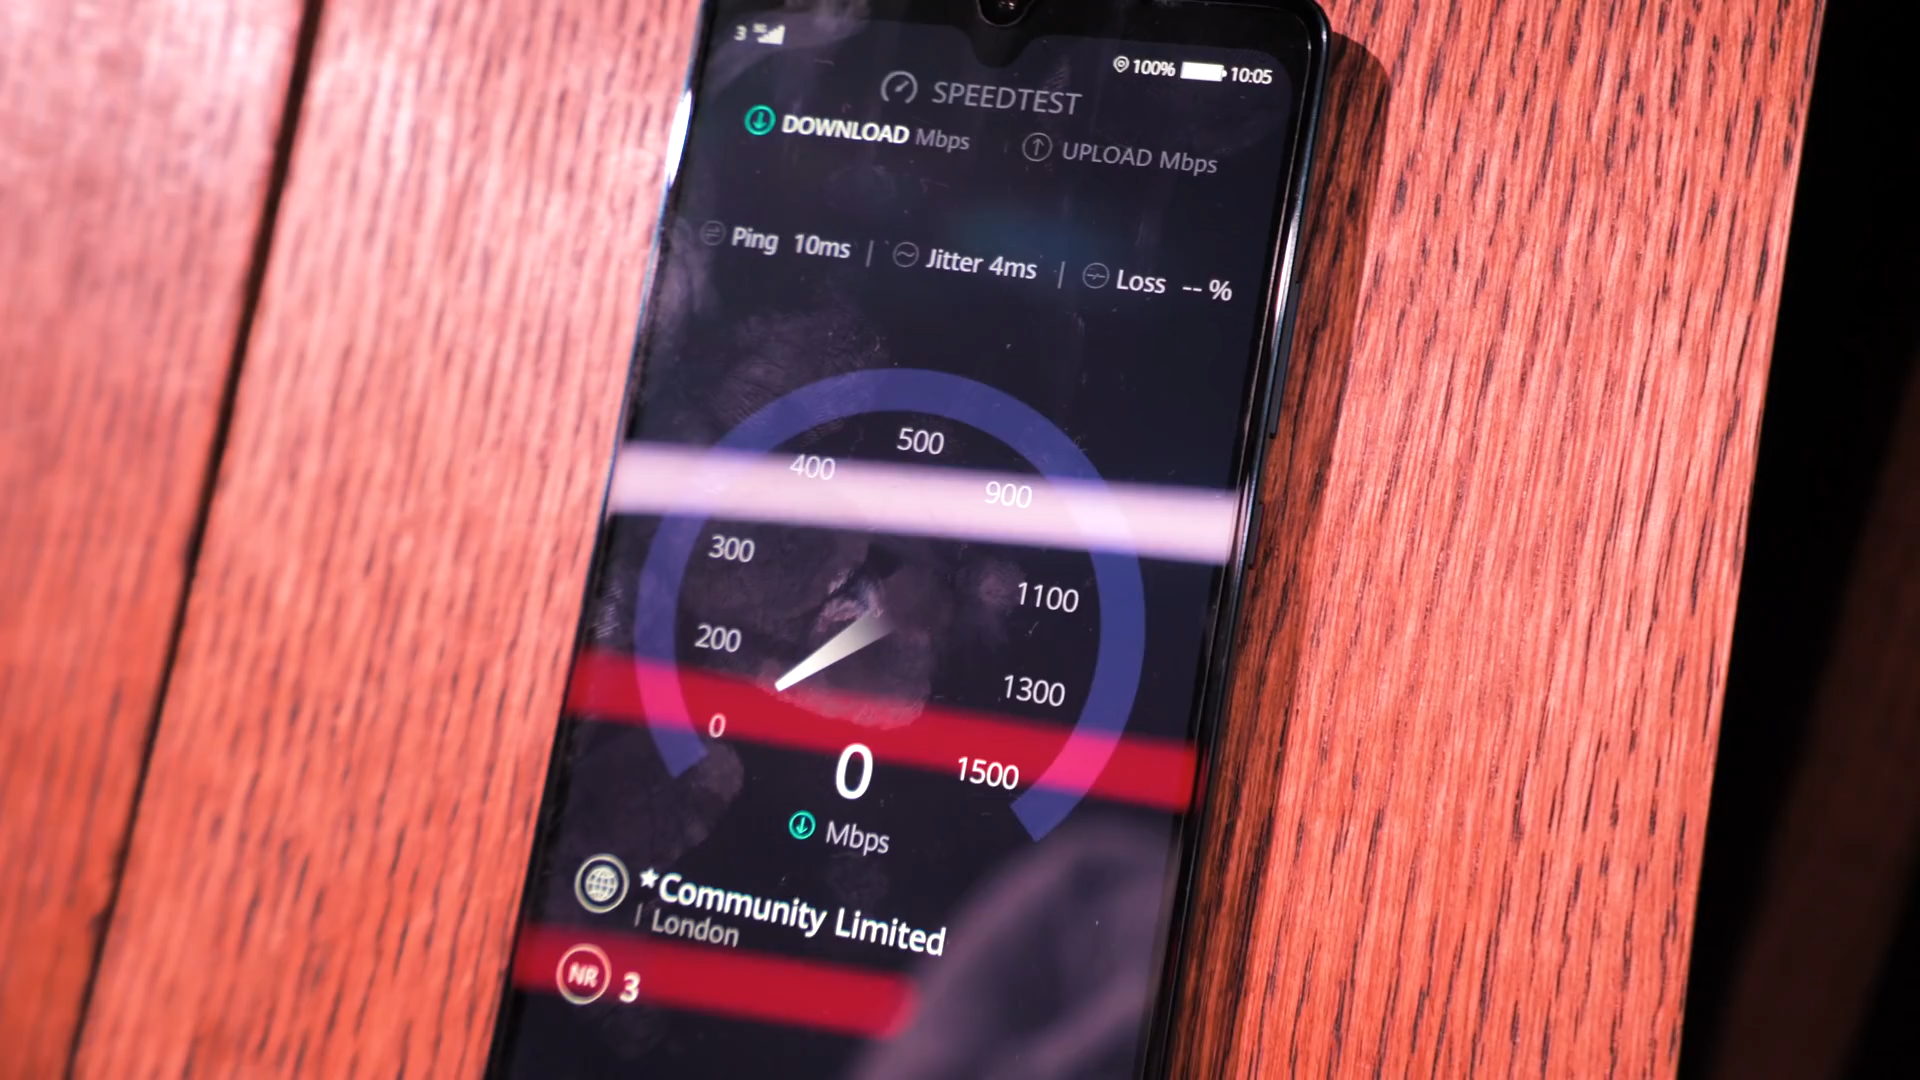 3 5G 100% 10:05
SPEEDTEST
DOWNLOAD Mbps UPLOAD Mbps
Ping 10ms | Jitter 4ms | Loss -- %
500
400
900
300
1100
200
1300
0
1500
0
Mbps
★Community Limited
| London
NR 3